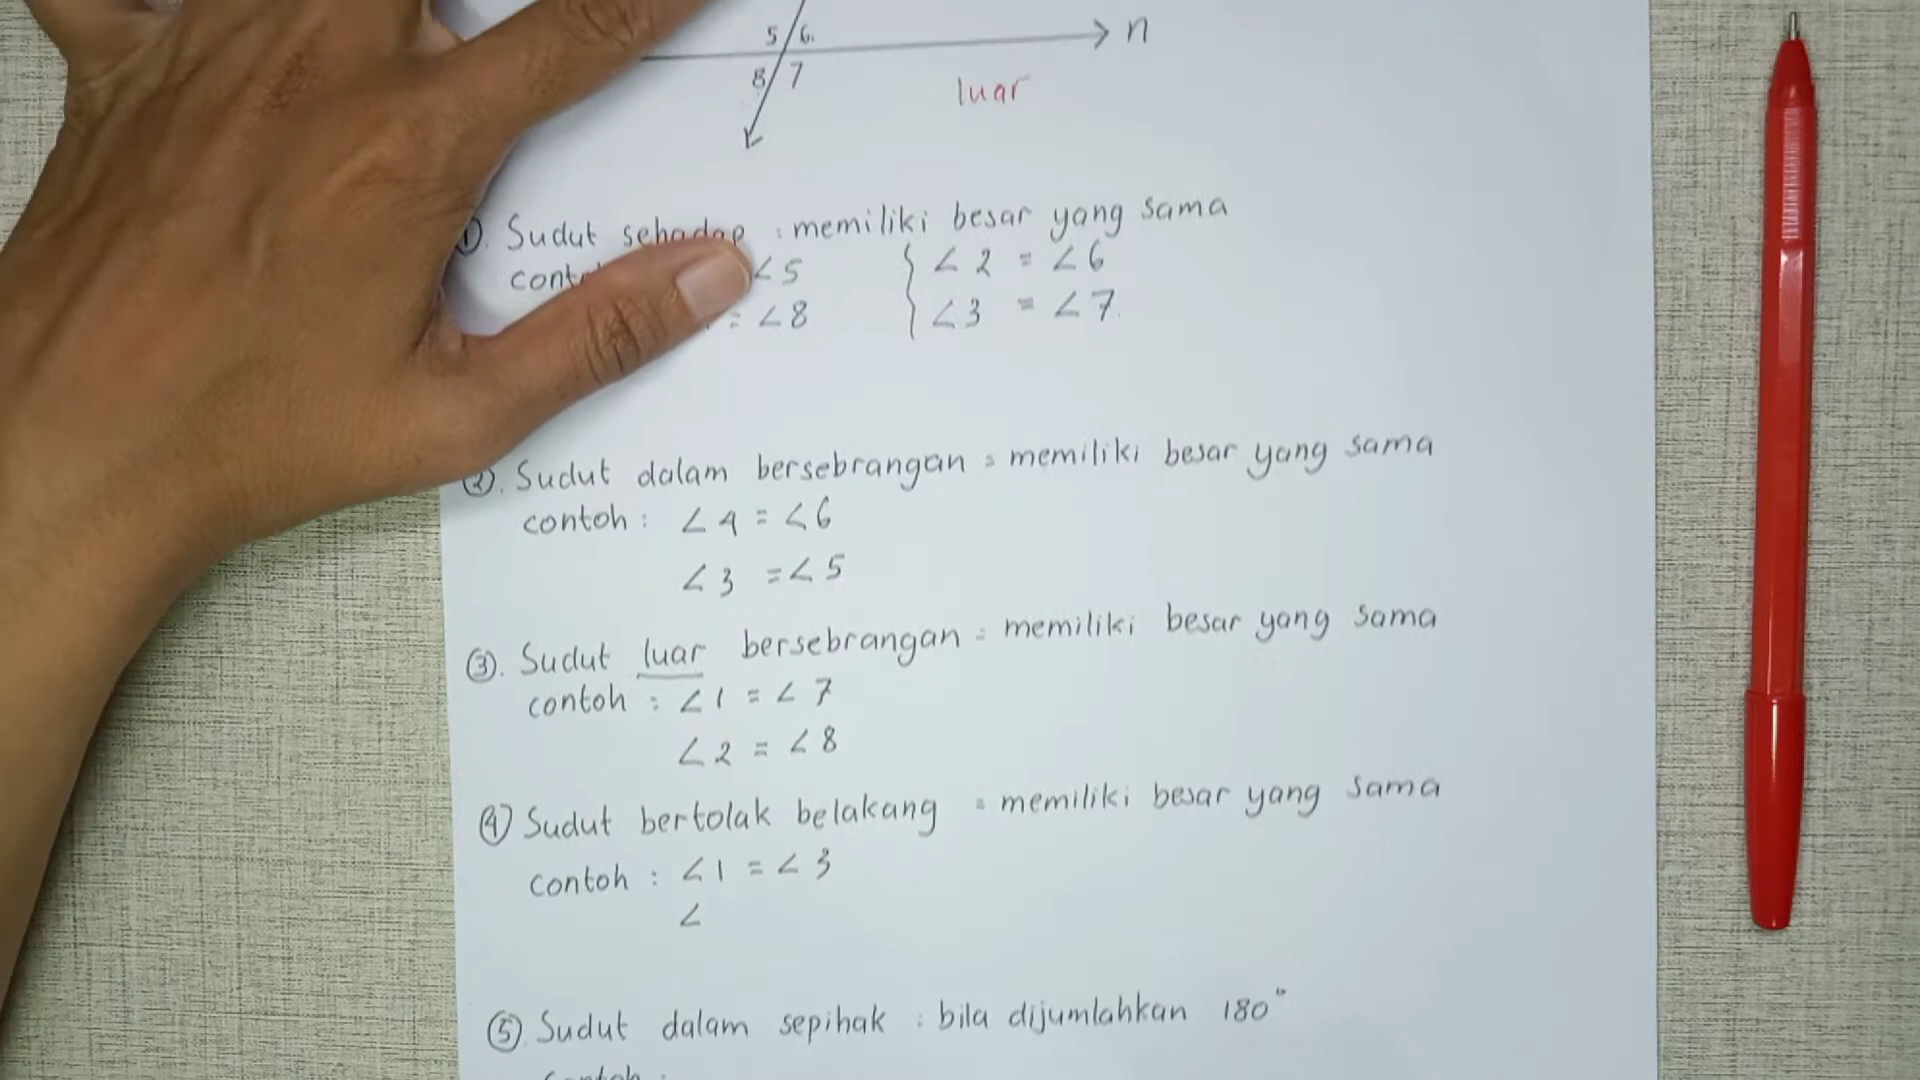 5 6.
n
8 7
luar
①. Sudut sehadap : memiliki besar yang sama
∠5 { ∠2 = ∠6
= ∠8 ∠3 = ∠7.
②. Sudut dalam bersebrangan = memiliki besar yang sama
contoh : ∠4 = ∠6
∠3 = ∠5
③. Sudut luar bersebrangan = memiliki besar yang sama
contoh : ∠1 = ∠7
∠2 = ∠8
④ Sudut bertolak belakang = memiliki besar yang sama
contoh : ∠1 = ∠3
∠
⑤. Sudut dalam sepihak : bila dijumlahkan 180°